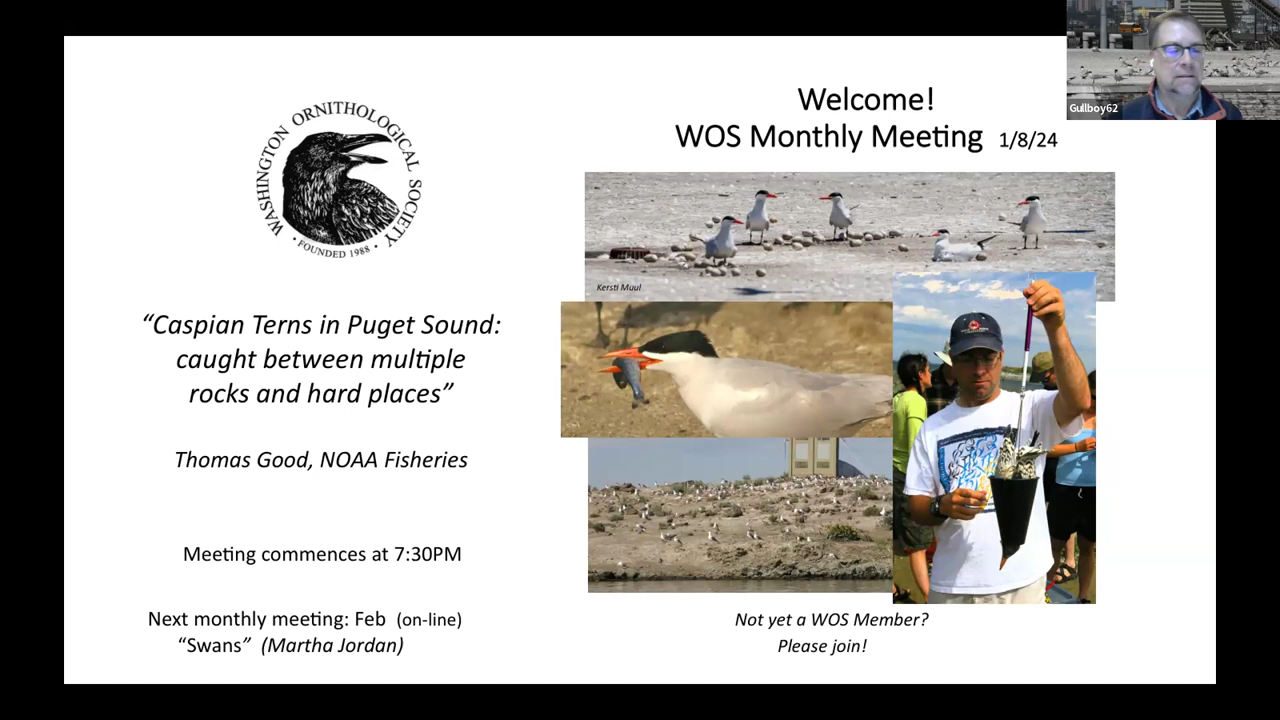 WASHINGTON ORNITHOLOGICAL SOCIETY
• FOUNDED 1988 •
“Caspian Terns in Puget Sound:
caught between multiple
rocks and hard places”
Thomas Good, NOAA Fisheries
Meeting commences at 7:30PM
Next monthly meeting: Feb (on-line)
“Swans” (Martha Jordan)
Welcome!
WOS Monthly Meeting 1/8/24
Kersti Muul
Not yet a WOS Member?
Please join!
Gullboy62